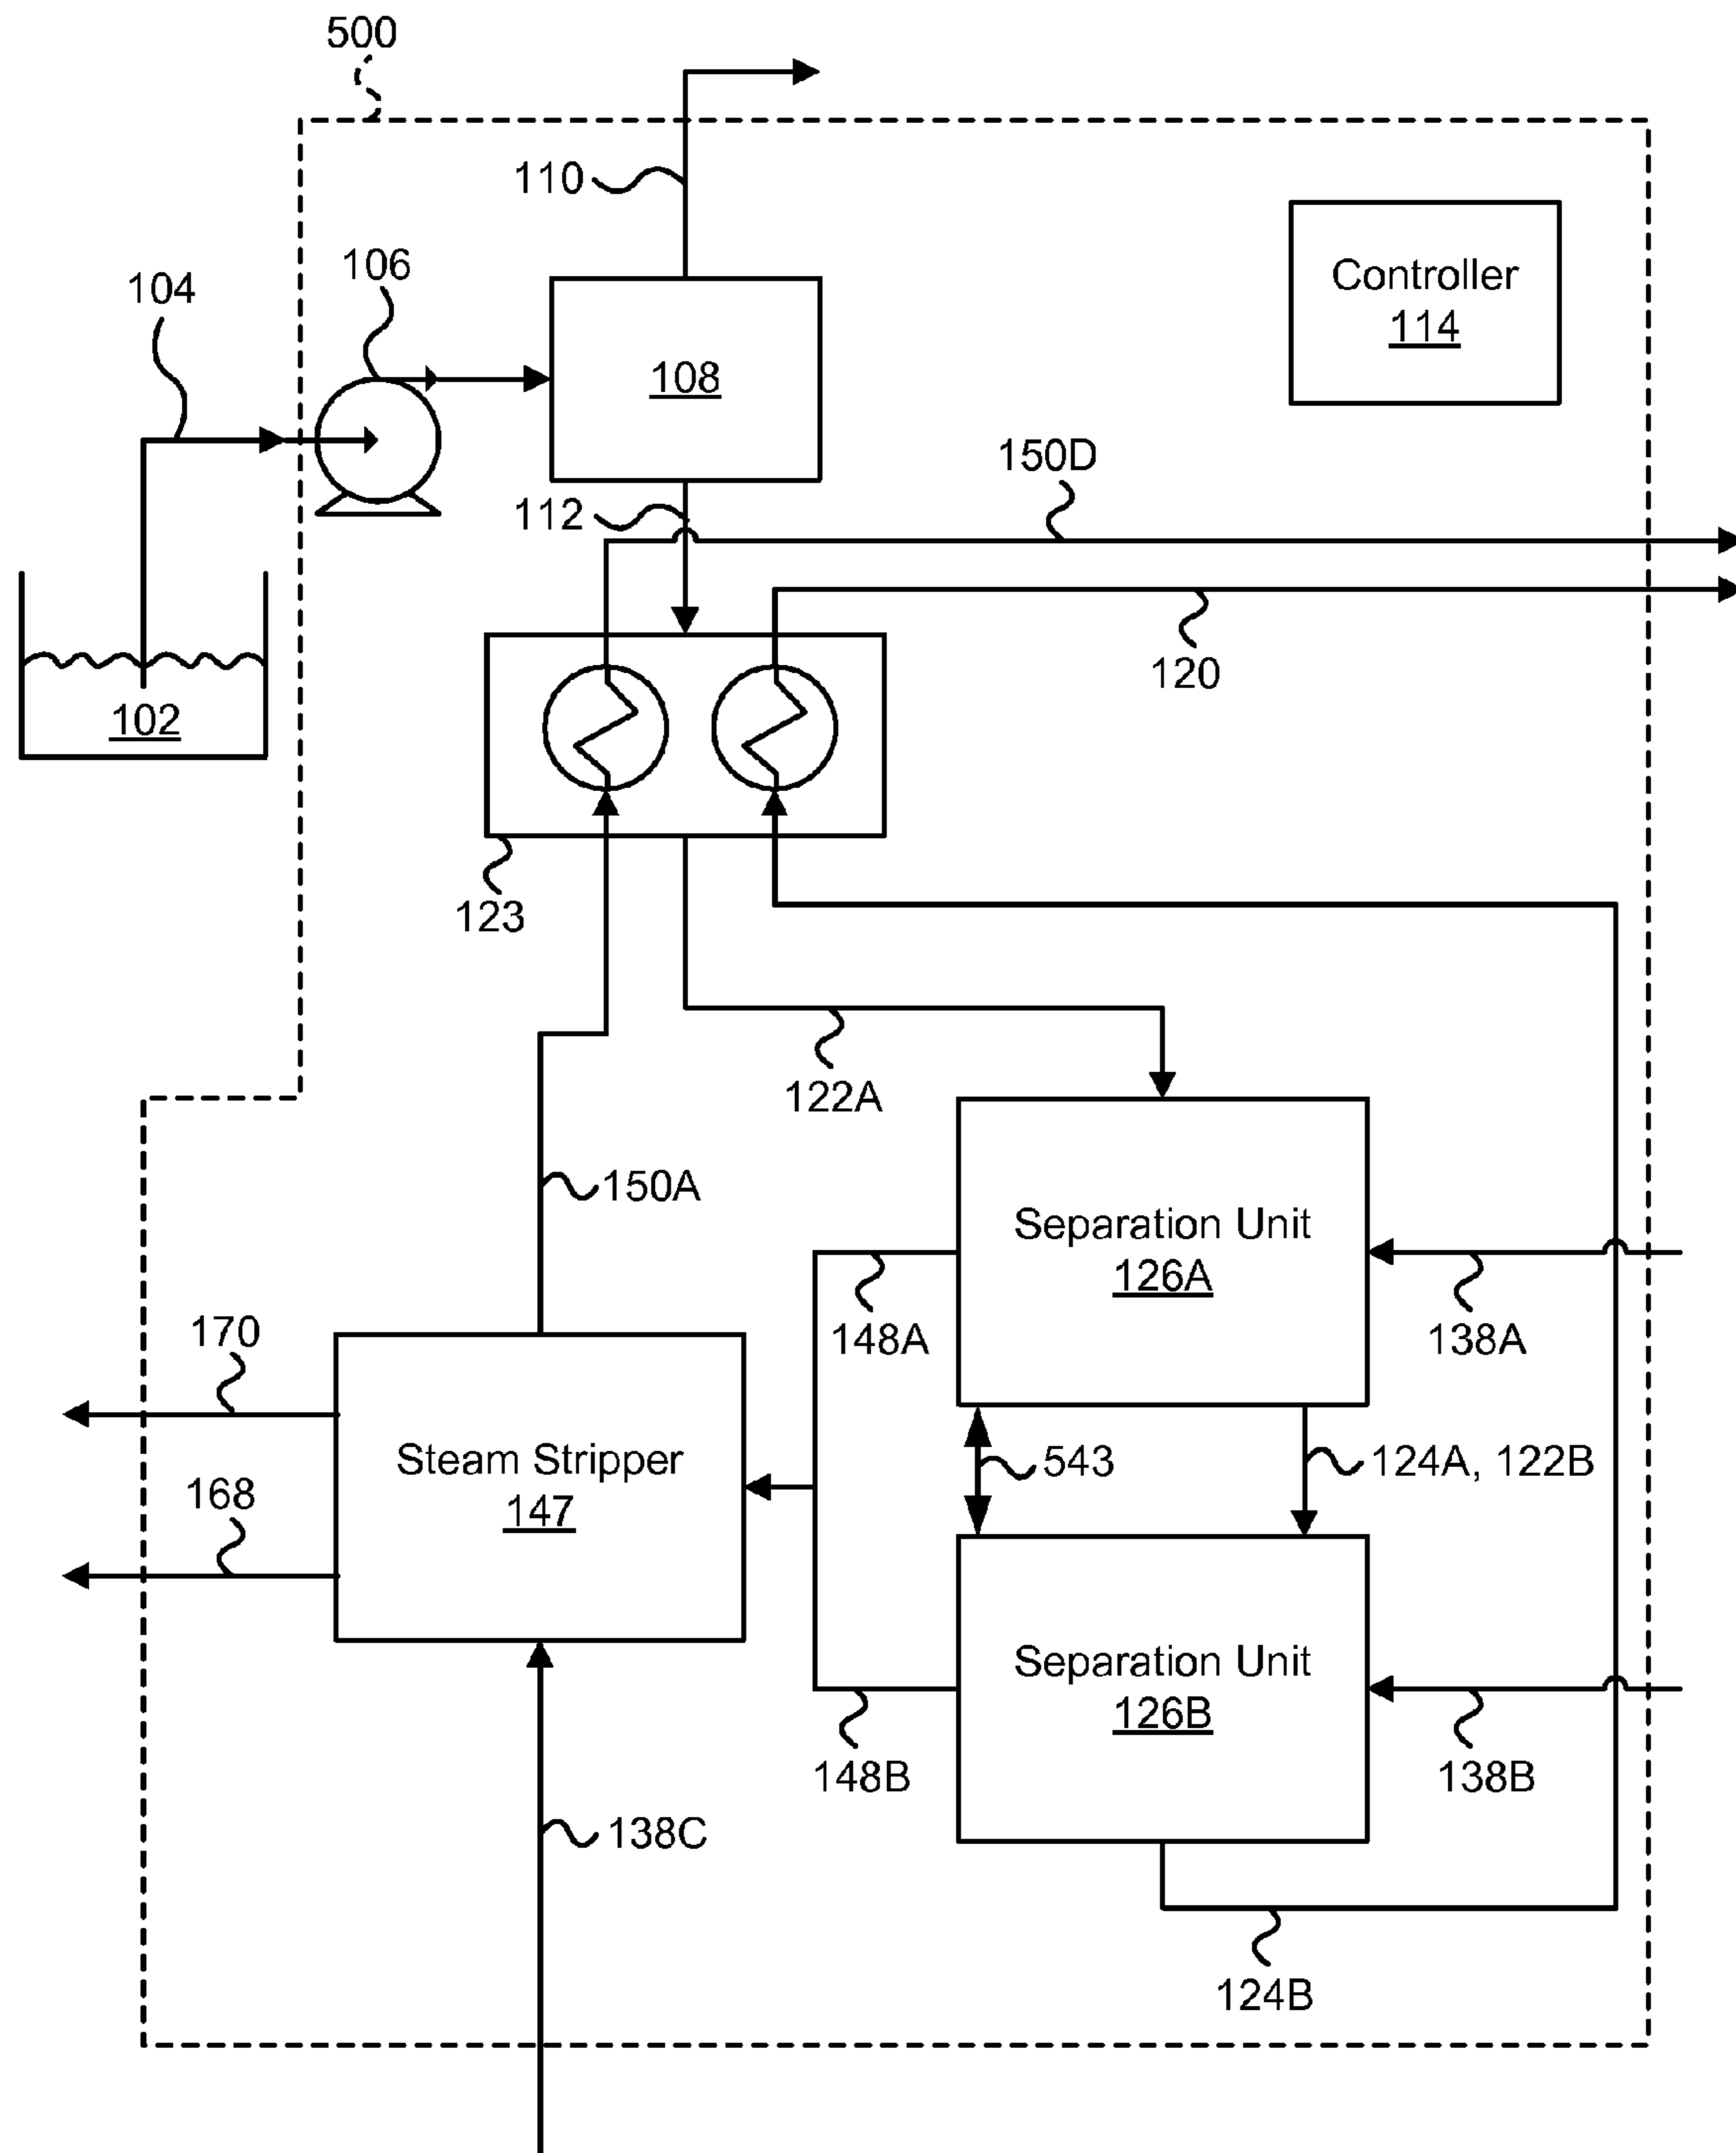 500
110
Controller
114
106
104
108
150D
112
120
102
123
122A
150A
Separation Unit
126A
170
148A
138A
Steam Stripper
147
543
124A, 122B
168
Separation Unit
126B
148B
138B
138C
124B